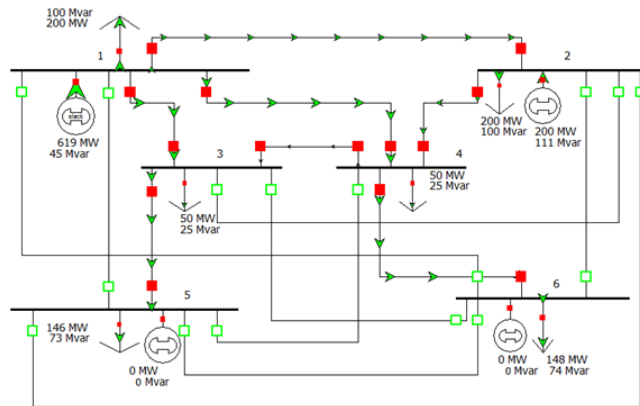 100 Mvar
200 MW
1
2
slack
619 MW
45 Mvar
200 MW
100 Mvar
200 MW
111 Mvar
3
4
50 MW
25 Mvar
50 MW
25 Mvar
5
6
146 MW
73 Mvar
0 MW
0 Mvar
0 MW
0 Mvar
148 MW
74 Mvar